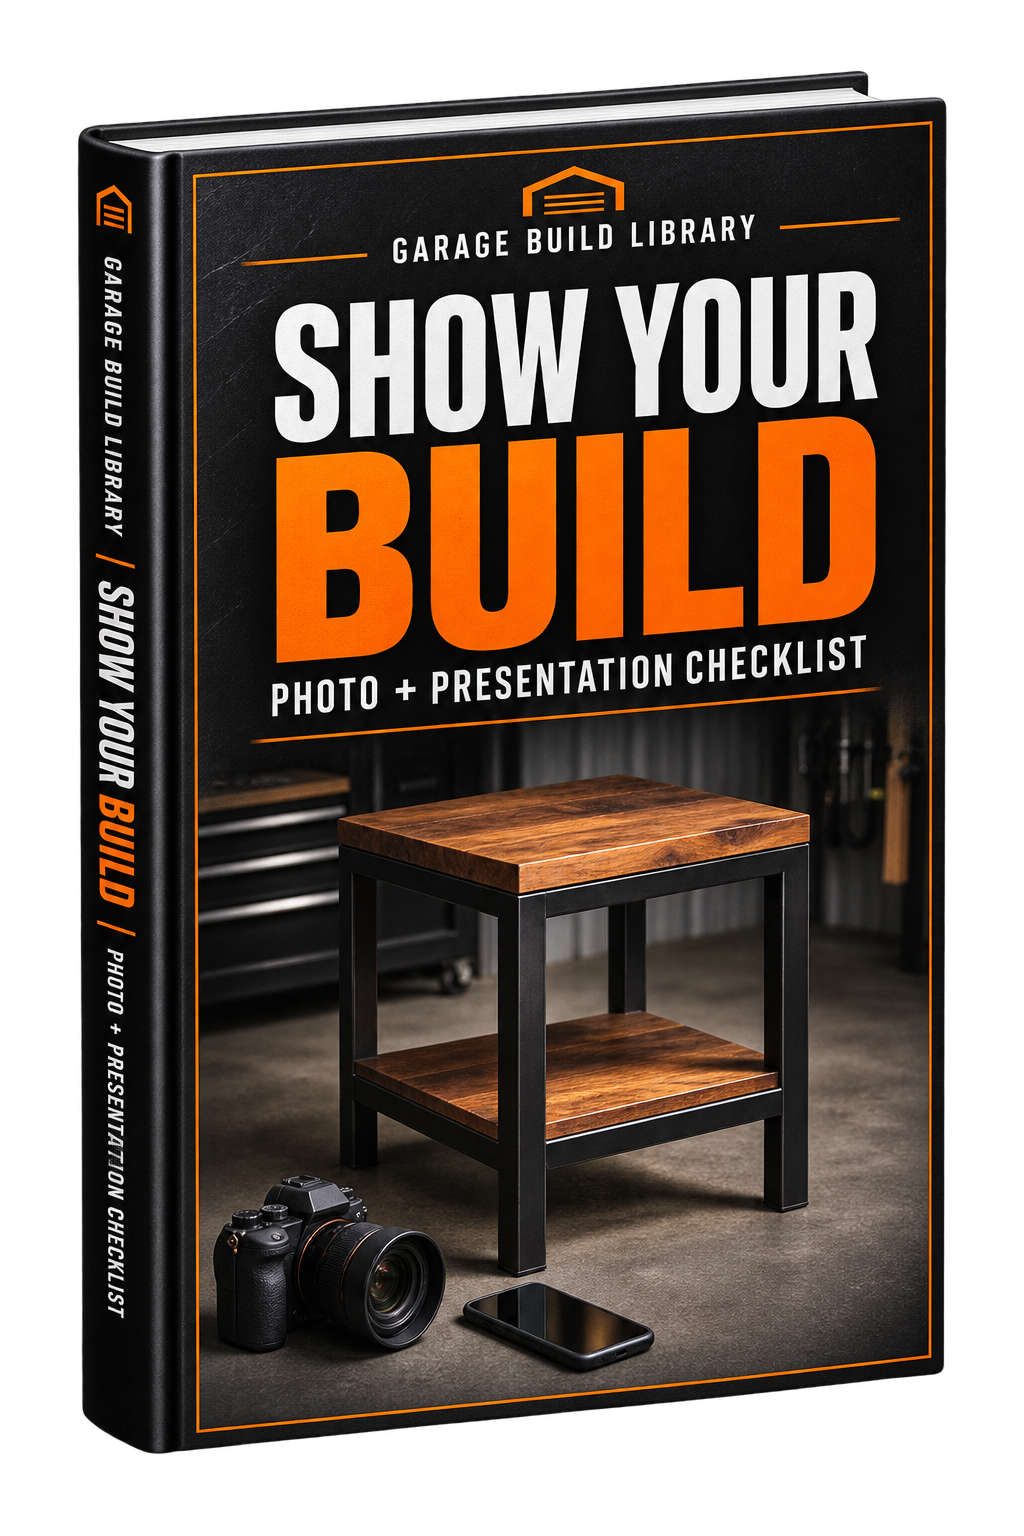 GARAGE BUILD LIBRARY
SHOW YOUR
BUILD
PHOTO + PRESENTATION CHECKLIST
GARAGE BUILD LIBRARY | SHOW YOUR BUILD | PHOTO + PRESENTATION CHECKLIST